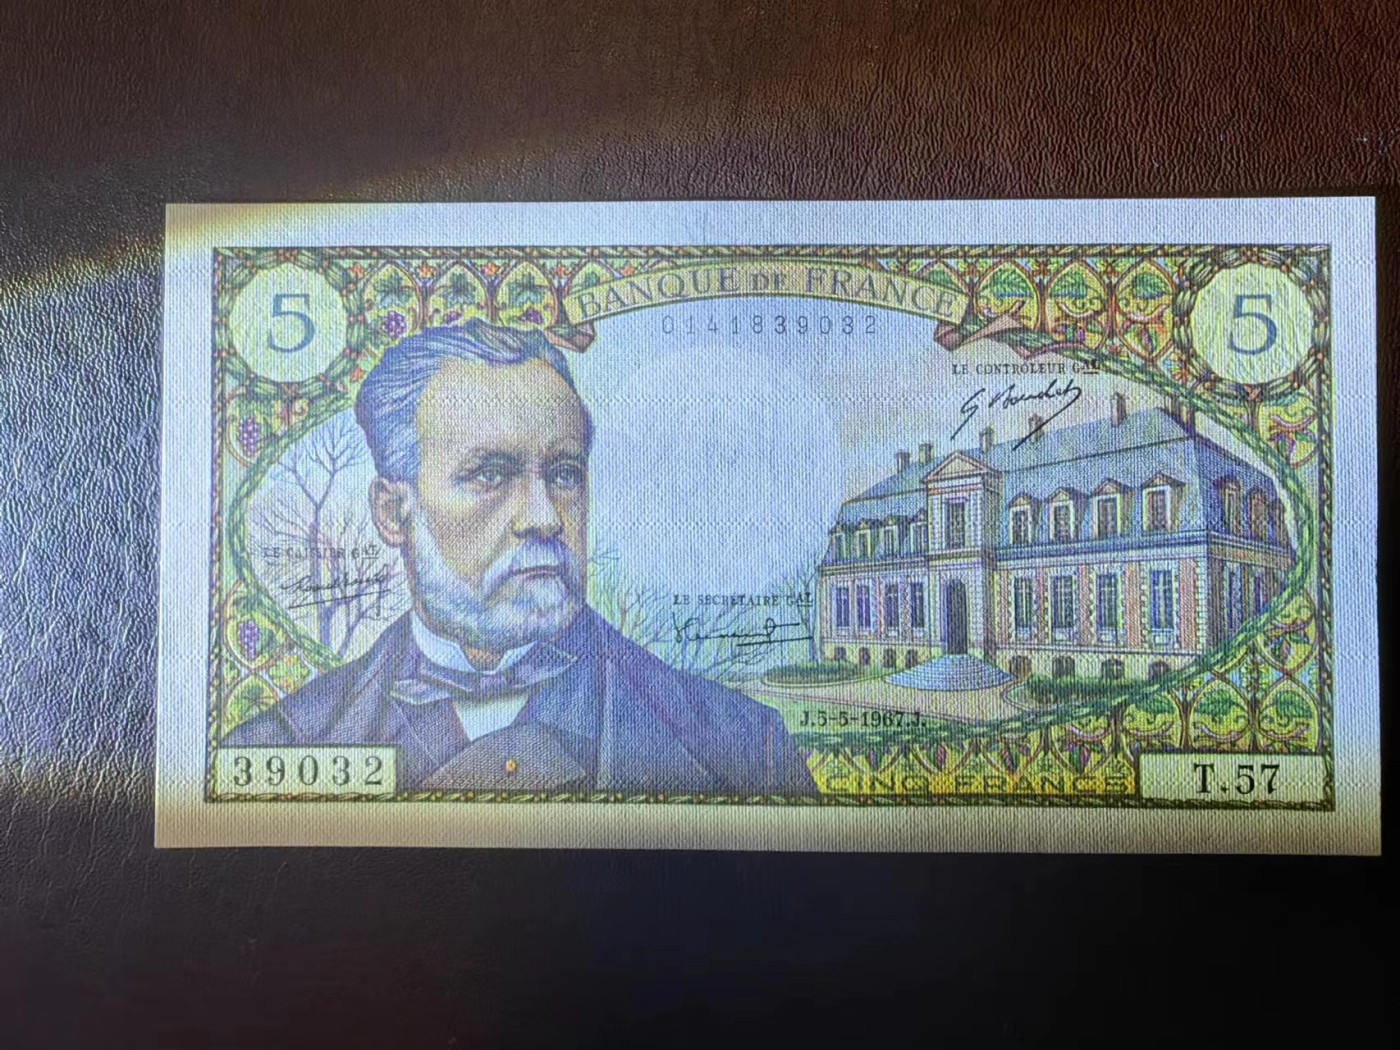 BANQUE DE FRANCE
5
5
0141839032
LE CONTROLEUR GAL
LE CAISSIER GAL
LE SECRETAIRE GAL
J.5-5-1967.J.
39032
CINQ FRANCS
T.57